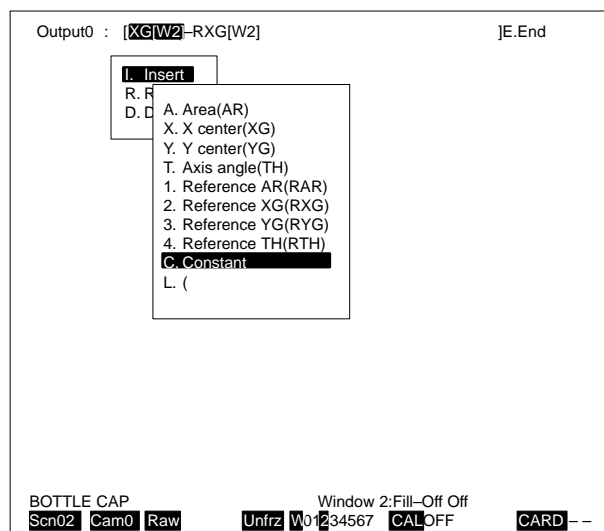 Output0 : [XG[W2]–RXG[W2] ]E.End
I. Insert
R. R
D. D
A. Area(AR)
X. X center(XG)
Y. Y center(YG)
T. Axis angle(TH)
1. Reference AR(RAR)
2. Reference XG(RXG)
3. Reference YG(RYG)
4. Reference TH(RTH)
C. Constant
L. (
BOTTLE CAP Window 2:Fill–Off Off
Scn02 Cam0 Raw Unfrz W01234567 CALOFF CARD – –